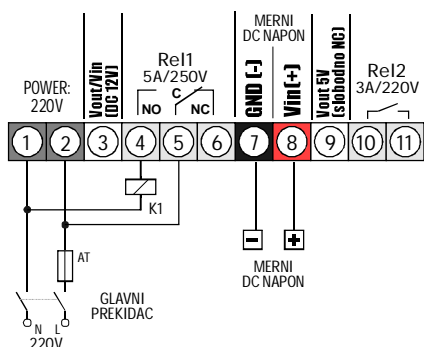 MERNI
DC NAPON
POWER:
220V
Vout/Vin
(DC 12V)
Rel1
5A/250V
C
NO
NC
GND (-)
Vin(+)
Vout 5V
(slobodno NC)
Rel2
3A/220V
1 2 3 4 5 6 7 8 9 10 11
K1
AT
MERNI
DC NAPON
GLAVNI
PREKIDAC
N L
220V